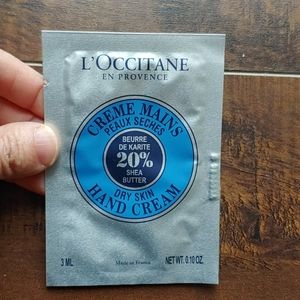 L'OCCITANE
EN PROVENCE
CREME MAINS
PEAUX SECHES
BEURRE
DE KARITE
20%
SHEA
BUTTER
DRY SKIN
HAND CREAM
3 ML
Made in France
NET WT. 0.10 OZ.